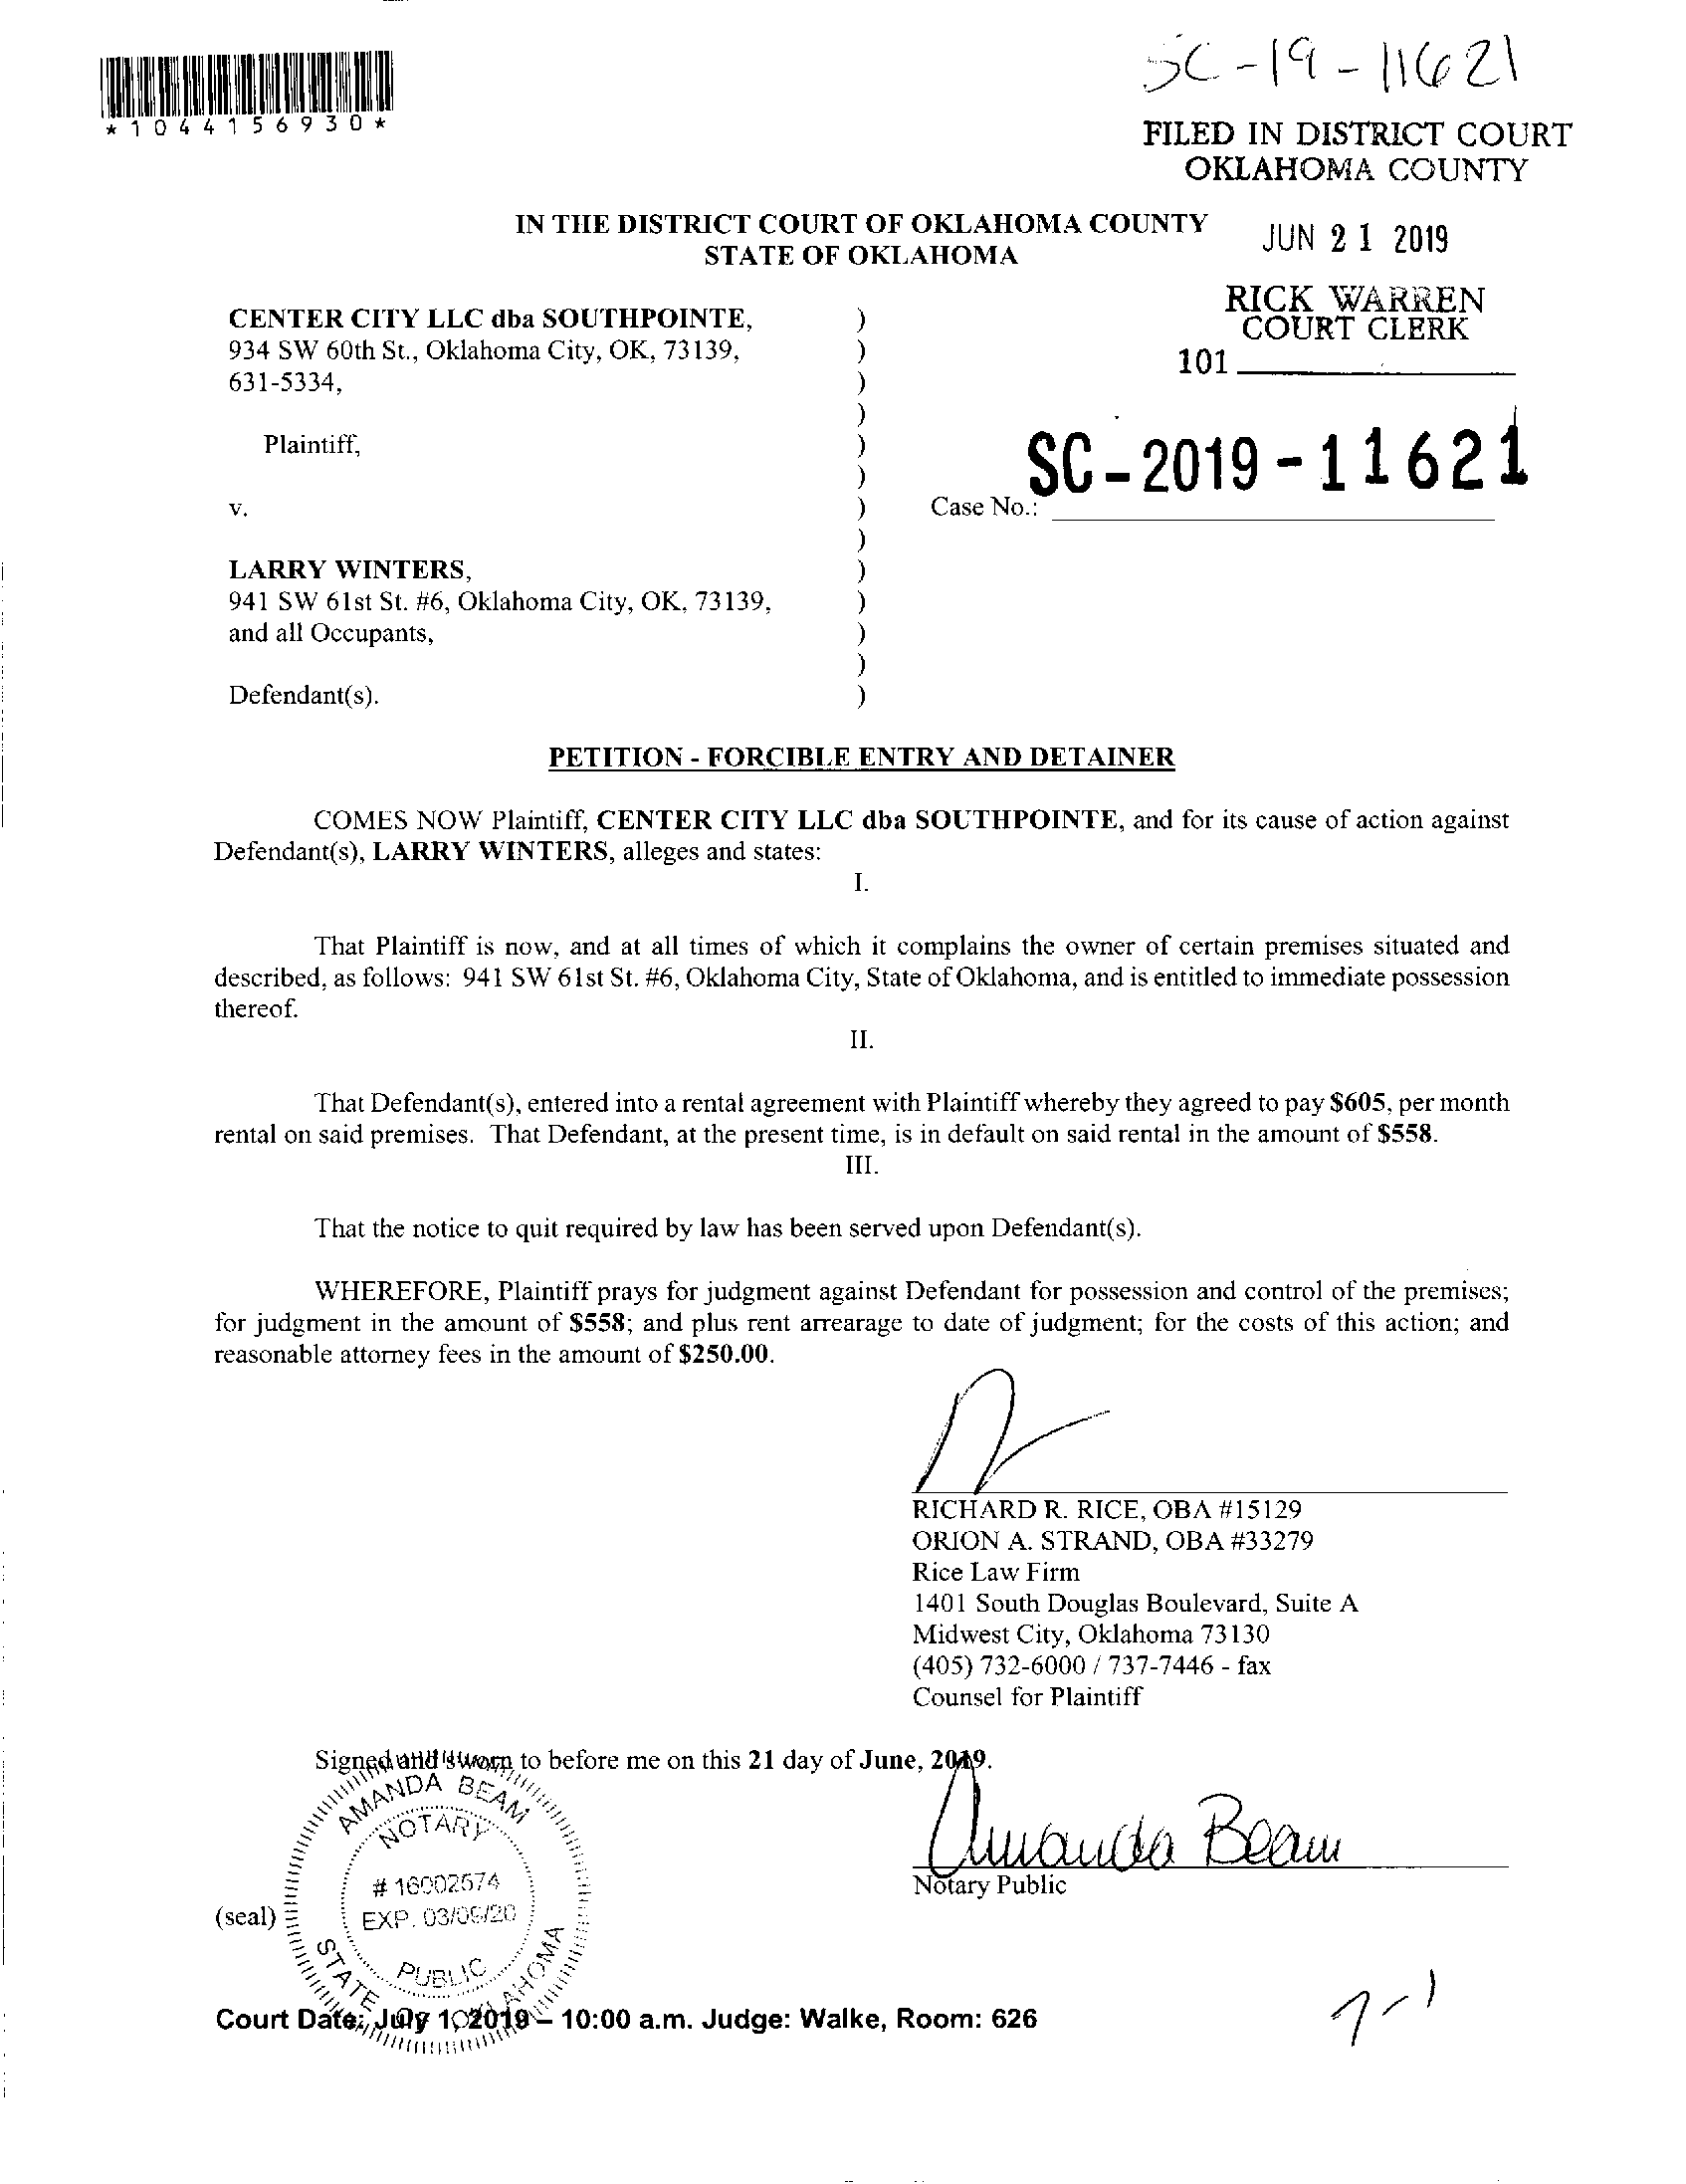 SC-19-11621
*1044156930*
FILED IN DISTRICT COURT
OKLAHOMA COUNTY
IN THE DISTRICT COURT OF OKLAHOMA COUNTY
STATE OF OKLAHOMA
JUN 21 2019
RICK WARREN
COURT CLERK
101
CENTER CITY LLC dba SOUTHPOINTE, )
934 SW 60th St., Oklahoma City, OK, 73139, )
631-5334, )
)
Plaintiff, )
)
SC-2019-11621
v. ) Case No.:
)
LARRY WINTERS, )
941 SW 61st St. #6, Oklahoma City, OK, 73139, )
and all Occupants, )
)
Defendant(s). )
PETITION - FORCIBLE ENTRY AND DETAINER
COMES NOW Plaintiff, CENTER CITY LLC dba SOUTHPOINTE, and for its cause of action against
Defendant(s), LARRY WINTERS, alleges and states:
I.
That Plaintiff is now, and at all times of which it complains the owner of certain premises situated and
described, as follows: 941 SW 61st St. #6, Oklahoma City, State of Oklahoma, and is entitled to immediate possession
thereof.
II.
That Defendant(s), entered into a rental agreement with Plaintiff whereby they agreed to pay $605, per month
rental on said premises. That Defendant, at the present time, is in default on said rental in the amount of $558.
III.
That the notice to quit required by law has been served upon Defendant(s).
WHEREFORE, Plaintiff prays for judgment against Defendant for possession and control of the premises;
for judgment in the amount of $558; and plus rent arrearage to date of judgment; for the costs of this action; and
reasonable attorney fees in the amount of $250.00.
RICHARD R. RICE, OBA #15129
ORION A. STRAND, OBA #33279
Rice Law Firm
1401 South Douglas Boulevard, Suite A
Midwest City, Oklahoma 73130
(405) 732-6000 / 737-7446 - fax
Counsel for Plaintiff
Signed and sworn to before me on this 21 day of June, 2019.
Amanda Beam
Notary Public
(seal)
AMANDA BEAM
NOTARY
# 16002574
EXP.
PUBLIC
STATE OF OKLAHOMA
Court Date: July 1, 2019 – 10:00 a.m. Judge: Walke, Room: 626
7-1